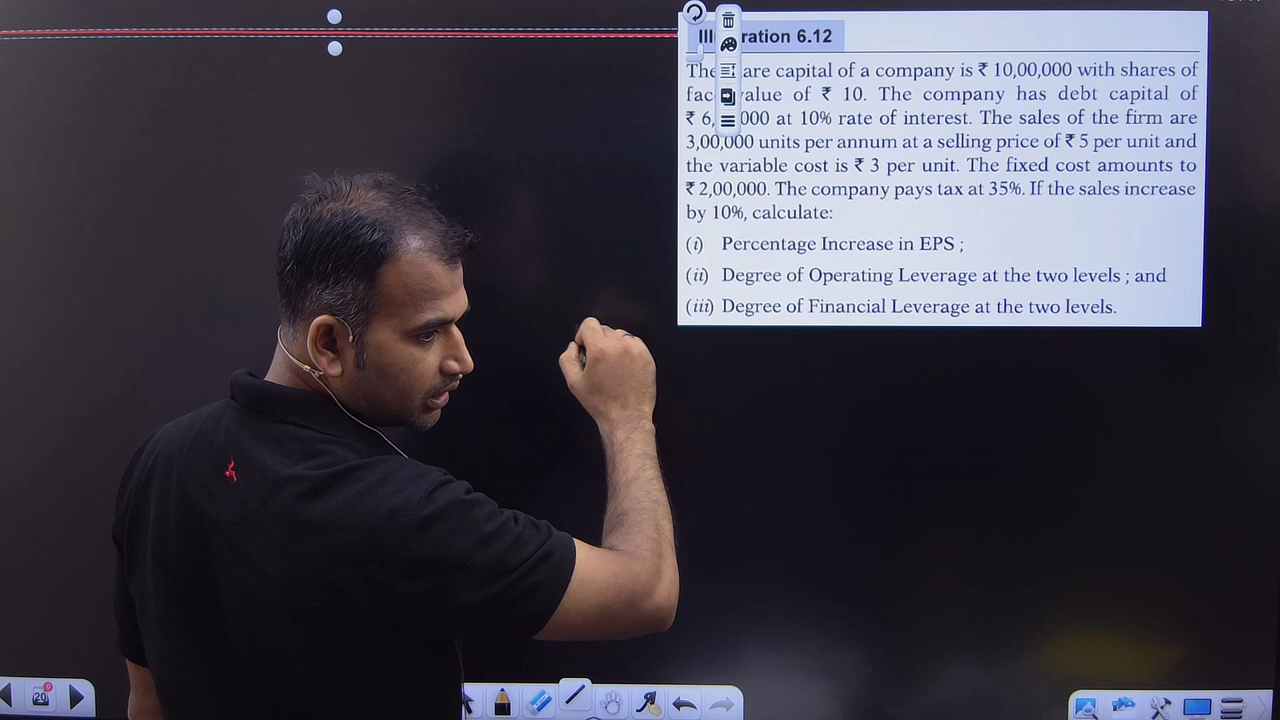 ration 6.12
are capital of a company is ₹ 10,00,000 with shares of
value of ₹ 10. The company has debt capital of
₹ 6, 000 at 10% rate of interest. The sales of the firm are
3,00,000 units per annum at a selling price of ₹ 5 per unit and
the variable cost is ₹ 3 per unit. The fixed cost amounts to
₹ 2,00,000. The company pays tax at 35%. If the sales increase
by 10%, calculate:
(i) Percentage Increase in EPS ;
(ii) Degree of Operating Leverage at the two levels ; and
(iii) Degree of Financial Leverage at the two levels.
20